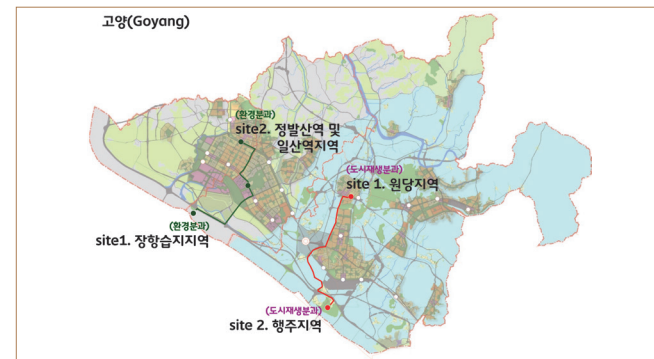 고양(Goyang)
(환경분과)
site2. 정발산역 및
일산역지역
(도시재생분과)
site 1. 원당지역
(환경분과)
site1. 장항습지지역
(도시재생분과)
site 2. 행주지역